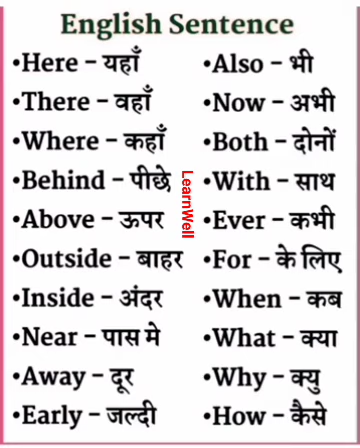 English Sentence
•Here – यहाँ
•There – वहाँ
•Where – कहाँ
•Behind – पीछे
•Above – ऊपर
•Outside – बाहर
•Inside – अंदर
•Near – पास मे
•Away – दूर
•Early – जल्दी
LearnWell
•Also – भी
•Now – अभी
•Both – दोनों
•With – साथ
•Ever – कभी
•For – के लिए
•When – कब
•What – क्या
•Why – क्यु
•How – कैसे